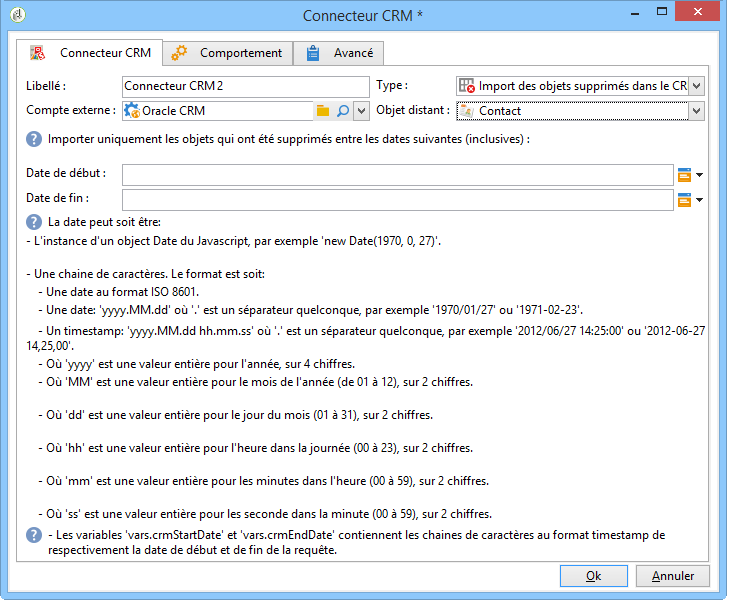 Connecteur CRM *
Connecteur CRM Comportement Avancé
Libellé : Connecteur CRM 2 Type : Import des objets supprimés dans le CR
Compte externe : Oracle CRM Objet distant : Contact
Importer uniquement les objets qui ont été supprimés entre les dates suivantes (inclusives) :
Date de début :
Date de fin :
La date peut soit être:
- L'instance d'un object Date du Javascript, par exemple 'new Date(1970, 0, 27)'.
- Une chaine de caractères. Le format est soit:
- Une date au format ISO 8601.
- Une date: 'yyyy.MM.dd' où '.' est un séparateur quelconque, par exemple '1970/01/27' ou '1971-02-23'.
- Un timestamp: 'yyyy.MM.dd hh.mm.ss' où '.' est un séparateur quelconque, par exemple '2012/06/27 14:25:00' ou '2012-06-27
14,25,00'.
- Où 'yyyy' est une valeur entière pour l'année, sur 4 chiffres.
- Où 'MM' est une valeur entière pour le mois de l'année (de 01 à 12), sur 2 chiffres.
- Où 'dd' est une valeur entière pour le jour du mois (01 à 31), sur 2 chiffres.
- Où 'hh' est une valeur entière pour l'heure dans la journée (00 à 23), sur 2 chiffres.
- Où 'mm' est une valeur entière pour les minutes dans l'heure (00 à 59), sur 2 chiffres.
- Où 'ss' est une valeur entière pour les seconde dans la minute (00 à 59), sur 2 chiffres.
- Les variables 'vars.crmStartDate' et 'vars.crmEndDate' contiennent les chaines de caractères au format timestamp de
respectivement la date de début et de fin de la requête.
Ok Annuler